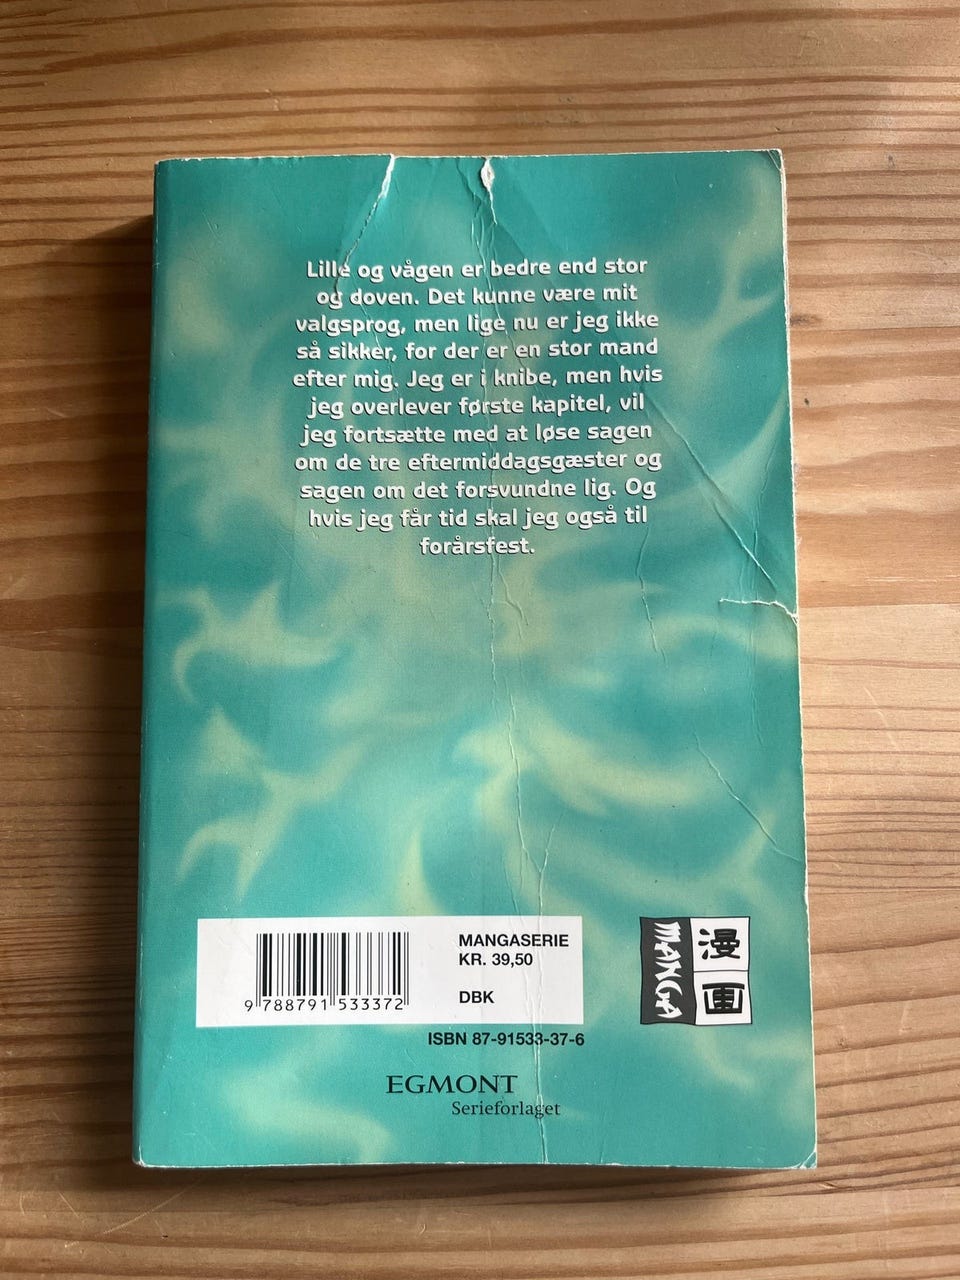 Lille og vågen er bedre end stor
og doven. Det kunne være mit
valgsprog, men lige nu er jeg ikke
så sikker, for der er en stor mand
efter mig. Jeg er i knibe, men hvis
jeg overlever første kapitel, vil
jeg fortsætte med at løse sagen
om de tre eftermiddagsgæster og
sagen om det forsvundne lig. Og
hvis jeg får tid skal jeg også til
forårsfest.
MANGASERIE
KR. 39,50
DBK
9 788791 533372
ISBN 87-91533-37-6
MANGA
漫画
EGMONT
Serieforlaget